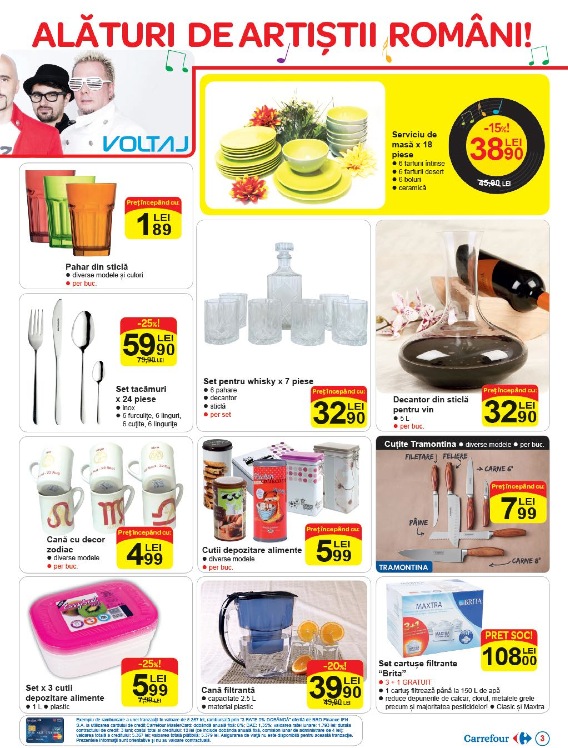 ALĂTURI DE ARTIȘTII ROMÂNI!
VOLTAJ
Serviciu de
masă x 18
piese
● 6 farfurii întinse
● 6 farfurii desert
● 6 boluri
● ceramică
-15%!
38 LEI 90
45,90 LEI
Preț începând cu:
1 LEI 89
Pahar din sticlă
● diverse modele și culori
● per buc.
-25%!
59 LEI 90
79,90 LEI
Set tacâmuri
x 24 piese
● inox
● 6 furculițe, 6 linguri,
6 cuțite, 6 lingurițe
Set pentru whisky x 7 piese
● 6 pahare
● decantor
● sticlă
● per set
Preț începând cu:
32 LEI 90
Decantor din sticlă
pentru vin
● 5 L
● per buc.
Preț începând cu:
32 LEI 90
Cană cu decor
zodiac
● diverse modele
● per buc.
Preț începând cu:
4 LEI 99
Cutii depozitare alimente
● diverse modele
● per buc.
Preț începând cu:
5 LEI 99
Cuțite Tramontina ● diverse modele ● per buc.
FILETARE
FELIERE
CARNE 6"
PÂINE
CARNE 8"
Preț începând cu:
7 LEI 99
TRAMONTINA
Set x 3 cutii
depozitare alimente
● 1 L ● plastic
-25%!
5 LEI 99
7,99 LEI
Cană filtrantă
● capacitate 2.5 L
● material plastic
-20%!
39 LEI 90
49,90 LEI
MAXTRA
BRITA
MAXTRA
PREȚ ȘOC!
108 LEI 00
Set cartușe filtrante
"Brita"
● 3 + 1 GRATUIT
● 1 cartuș filtrează până la 150 L de apă
● reduce depunerile de calcar, clorul, metalele grele
precum și majoritatea pesticidelor! ● Clasic și Maxtra
Carrefour
3